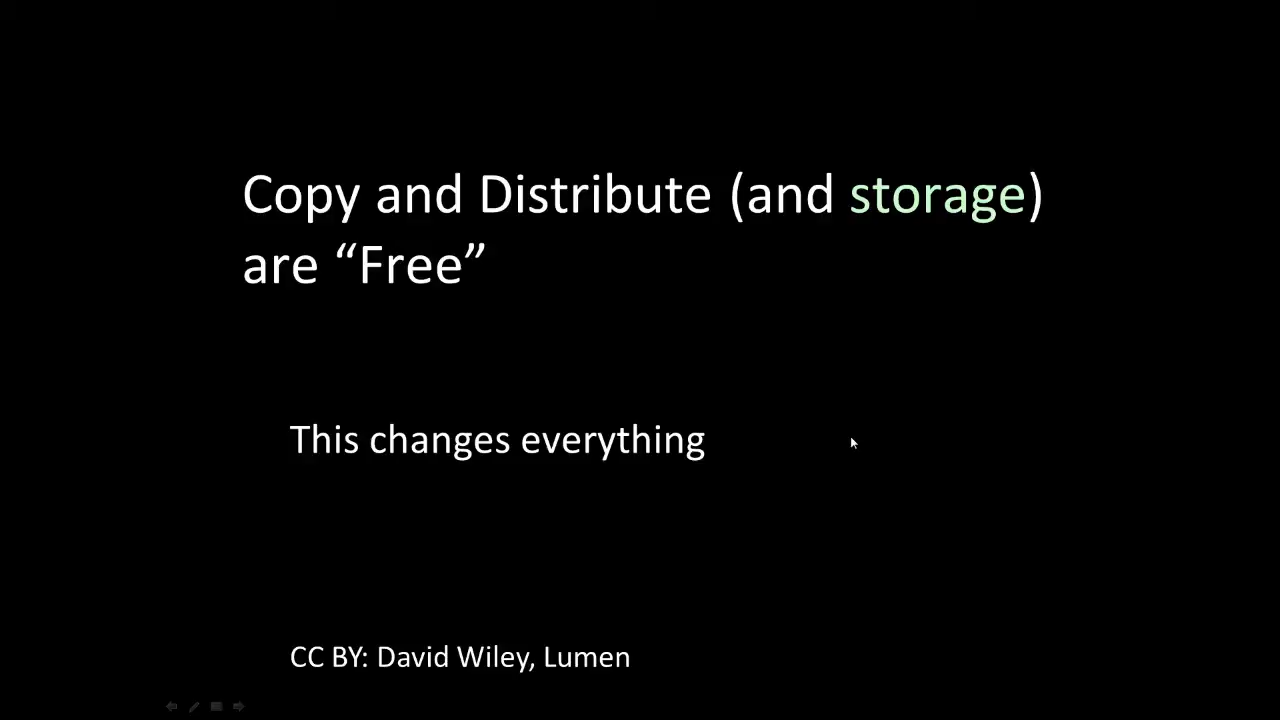 Copy and Distribute (and storage)
are “Free”
This changes everything
CC BY: David Wiley, Lumen